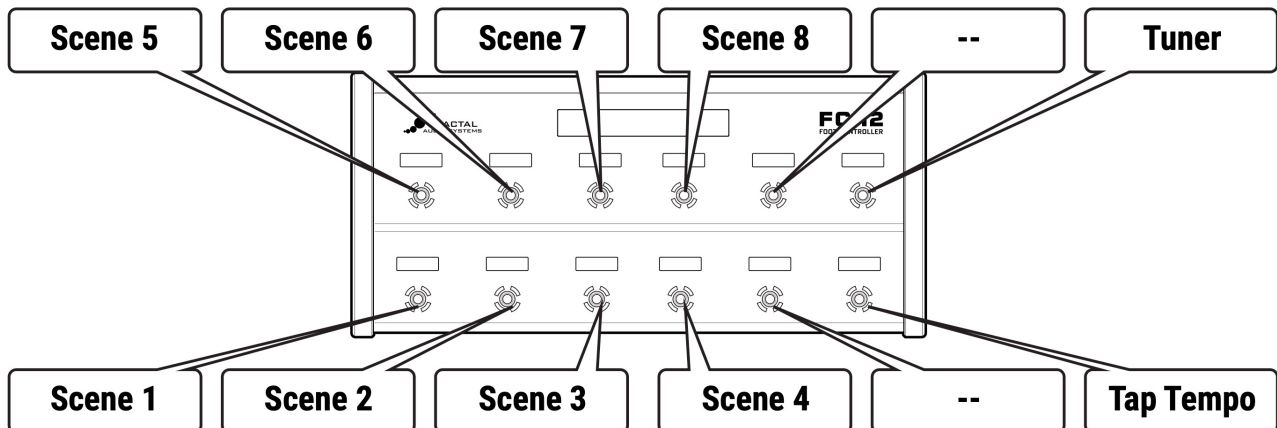 Scene 5
Scene 6
Scene 7
Scene 8
--
Tuner
SYSTEMS
Scene 1
Scene 2
Scene 3
Scene 4
--
Tap Tempo